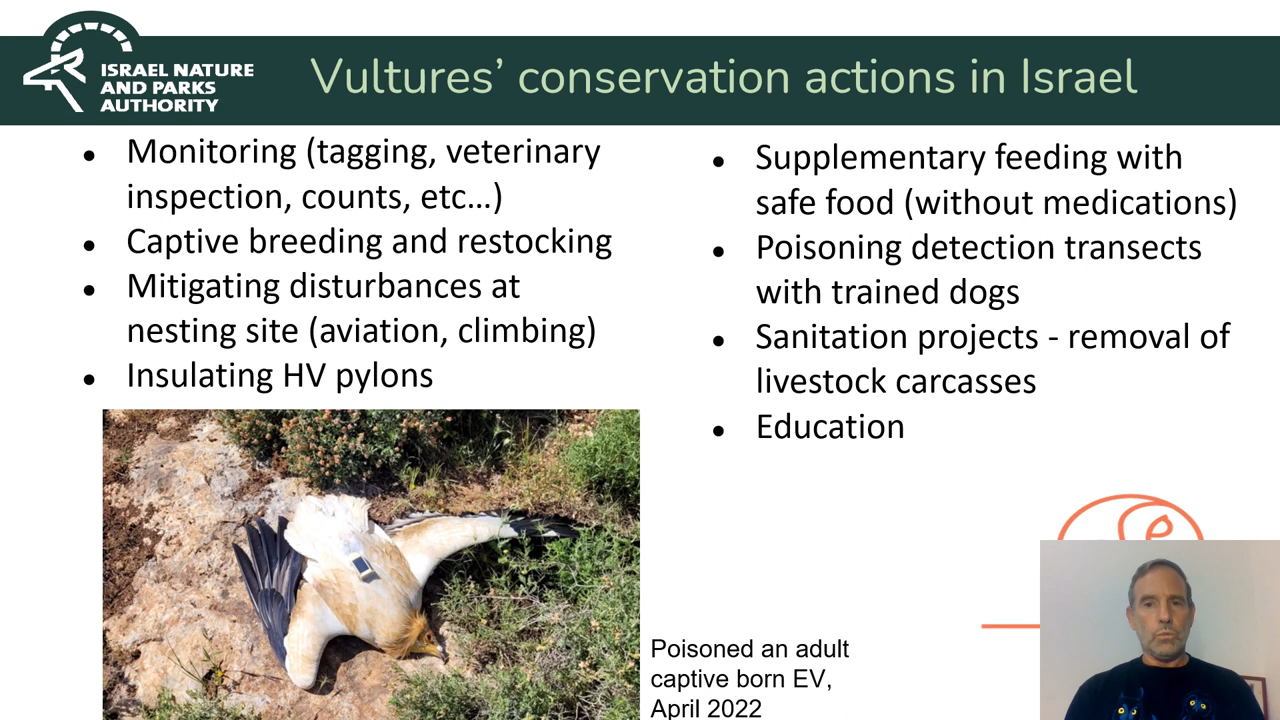 ISRAEL NATURE
AND PARKS
AUTHORITY
Vultures’ conservation actions in Israel
● Monitoring (tagging, veterinary
inspection, counts, etc…)
● Captive breeding and restocking
● Mitigating disturbances at
nesting site (aviation, climbing)
● Insulating HV pylons
● Supplementary feeding with
safe food (without medications)
● Poisoning detection transects
with trained dogs
● Sanitation projects - removal of
livestock carcasses
● Education
Poisoned an adult
captive born EV,
April 2022